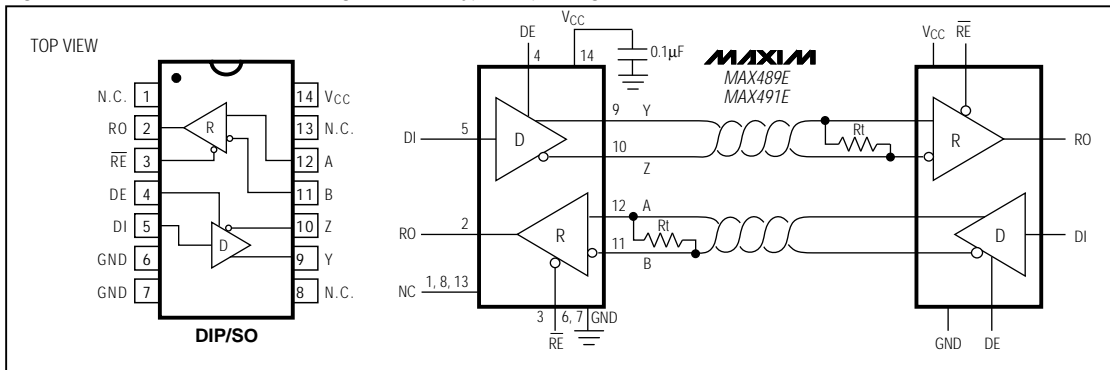 TOP VIEW
N.C. 1
RO 2
RE 3
DE 4
DI 5
GND 6
GND 7
14 VCC
13 N.C.
12 A
11 B
10 Z
9 Y
8 N.C.
R
D
DIP/SO
DE
4
VCC
14
0.1µF
MAXIM
MAX489E
MAX491E
DI 5
D
9 Y
10
Z
Rt
RO 2
R
12 A
11
B
Rt
NC 1, 8, 13
3
RE
6, 7 GND
VCC
RE
R
RO
D
DI
GND
DE